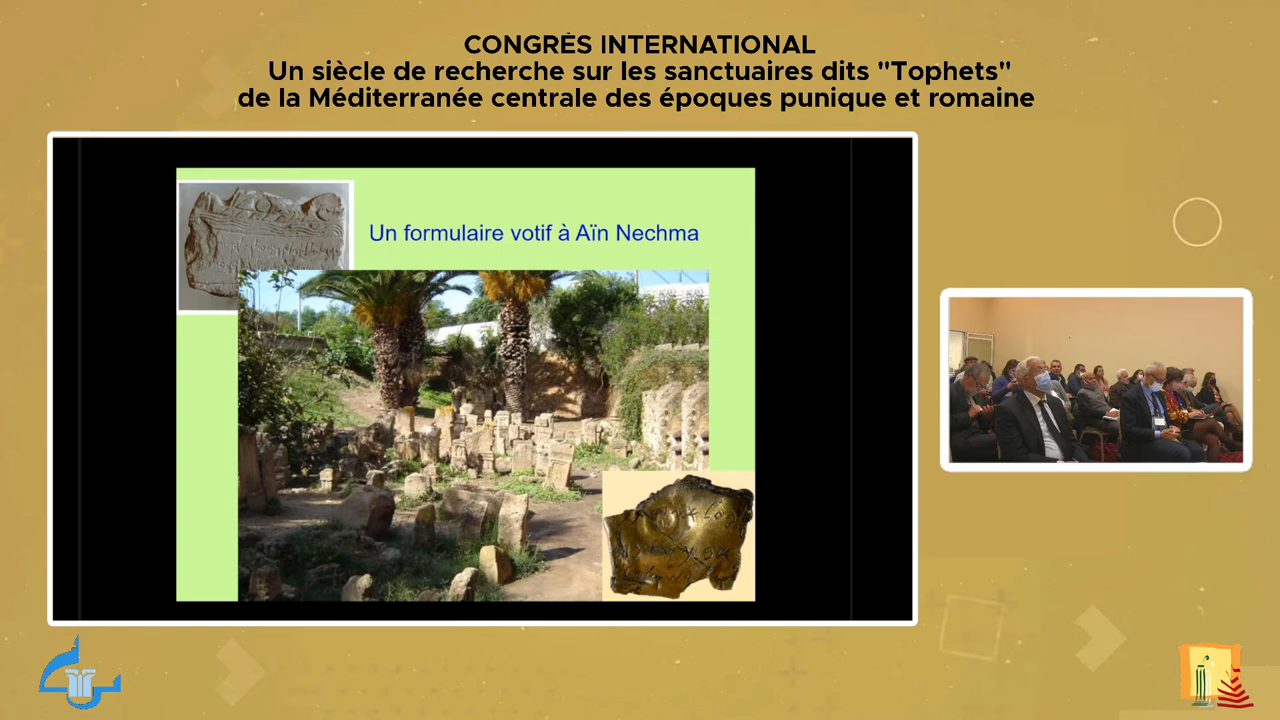 CONGRÈS INTERNATIONAL
Un siècle de recherche sur les sanctuaires dits "Tophets"
de la Méditerranée centrale des époques punique et romaine
Un formulaire votif à Aïn Nechma